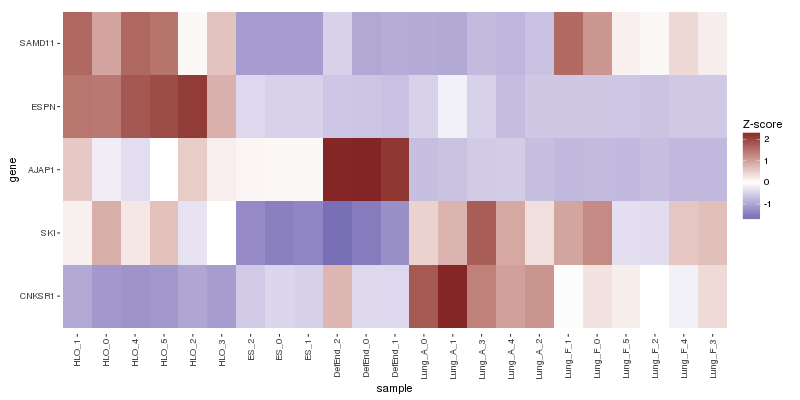 SAMD11
ESPN
AJAP1
SKI
CNKSR1
gene
HLO_1
HLO_0
HLO_4
HLO_5
HLO_2
HLO_3
ES_2
ES_0
ES_1
DefEnd_2
DefEnd_0
DefEnd_1
Lung_A_0
Lung_A_1
Lung_A_3
Lung_A_4
Lung_A_2
Lung_F_1
Lung_F_0
Lung_F_5
Lung_F_2
Lung_F_4
Lung_F_3
sample
Z-score
2
1
0
-1